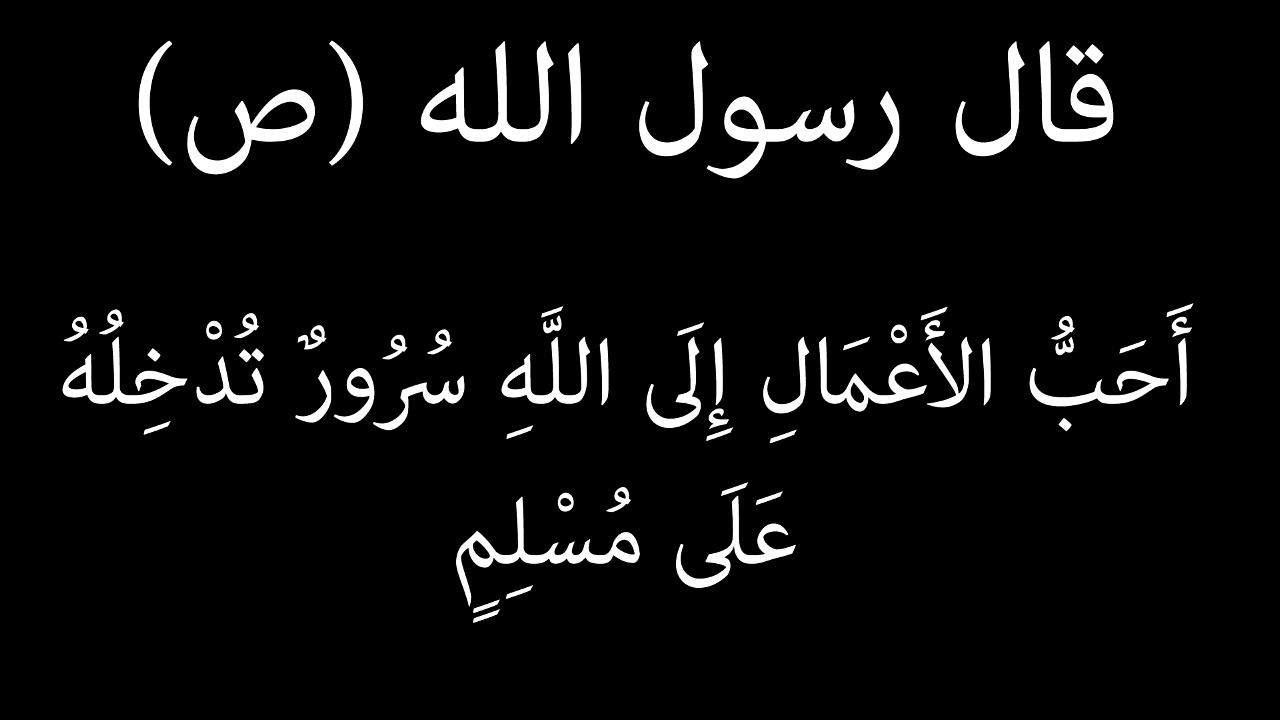 قال رسول الله (ص)
أَحَبُّ الأَعْمَالِ إِلَى اللَّهِ سُرُورٌ تُدْخِلُهُ
عَلَى مُسْلِمٍ